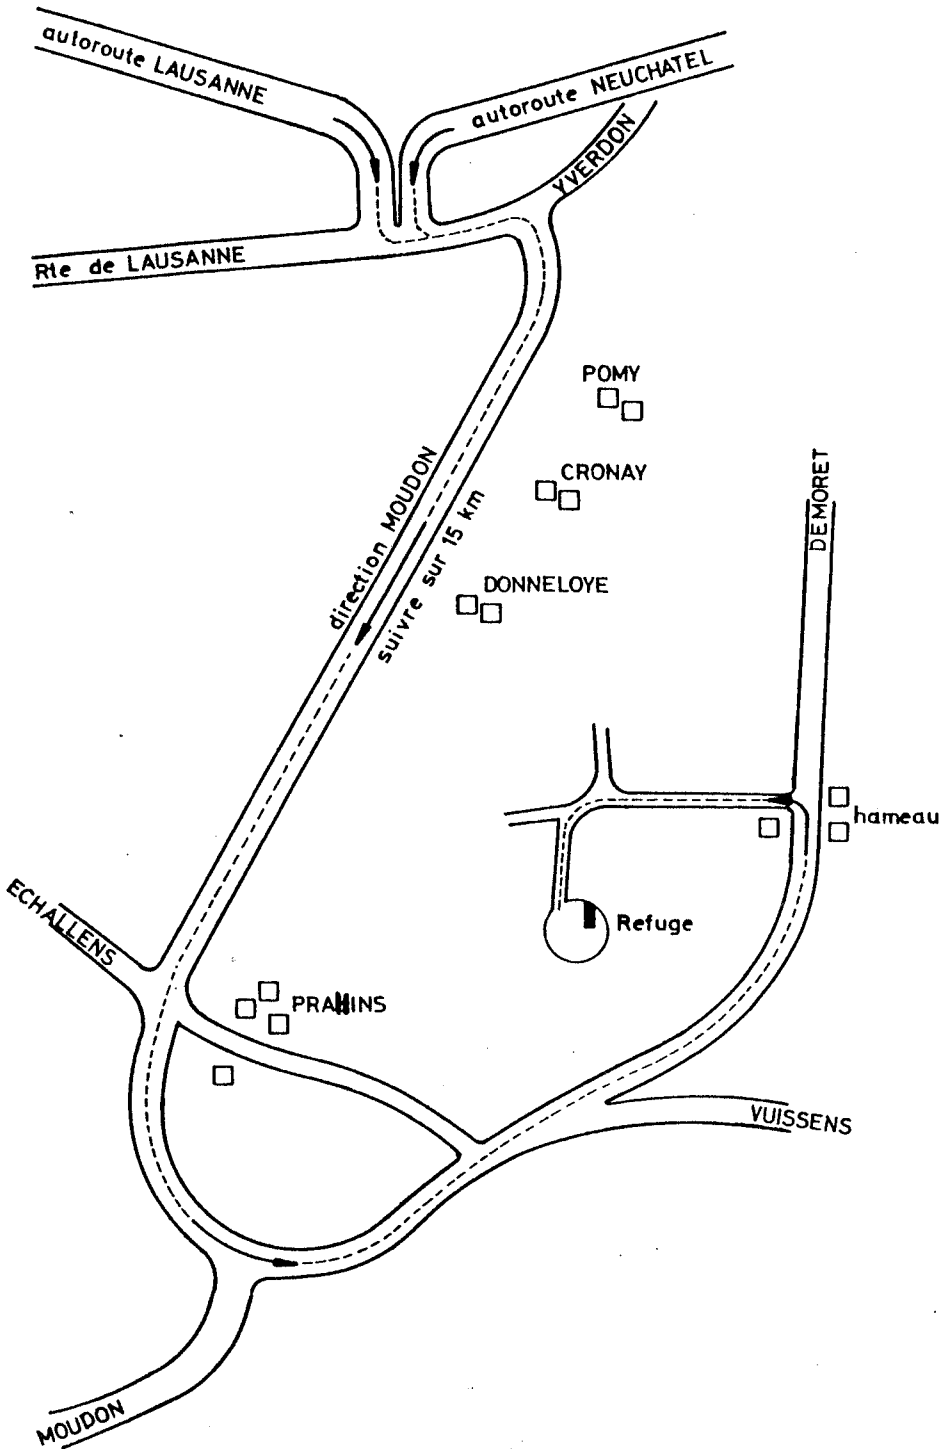 autoroute LAUSANNE
autoroute NEUCHATEL
YVERDON
Rte de LAUSANNE
POMY
CRONAY
direction MOUDON
suivre sur 15 km
DEMORET
DONNELOYE
hameau
ECHALLENS
Refuge
PRAHINS
VUISSENS
MOUDON